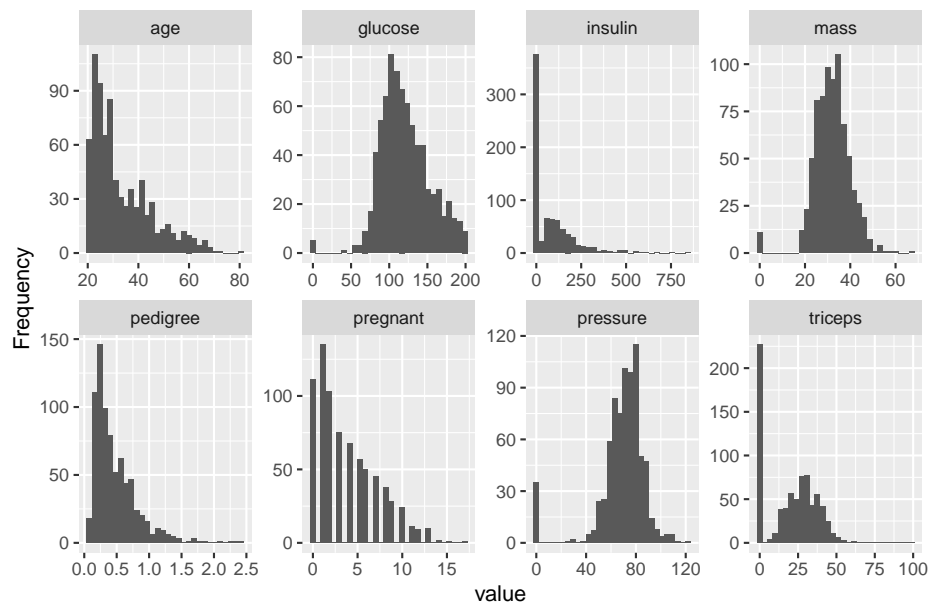 age glucose insulin mass
90
60
30
0
20 40 60 80
80
60
40
20
0
0 50 100 150 200
300
200
100
0
0 250 500 750
100
75
50
25
0
0 20 40 60
Frequency
pedigree pregnant pressure triceps
150
100
50
0
0.0 0.5 1.0 1.5 2.0 2.5
100
50
0
0 5 10 15
120
90
60
30
0
0 40 80 120
200
150
100
50
0
0 25 50 75 100
value